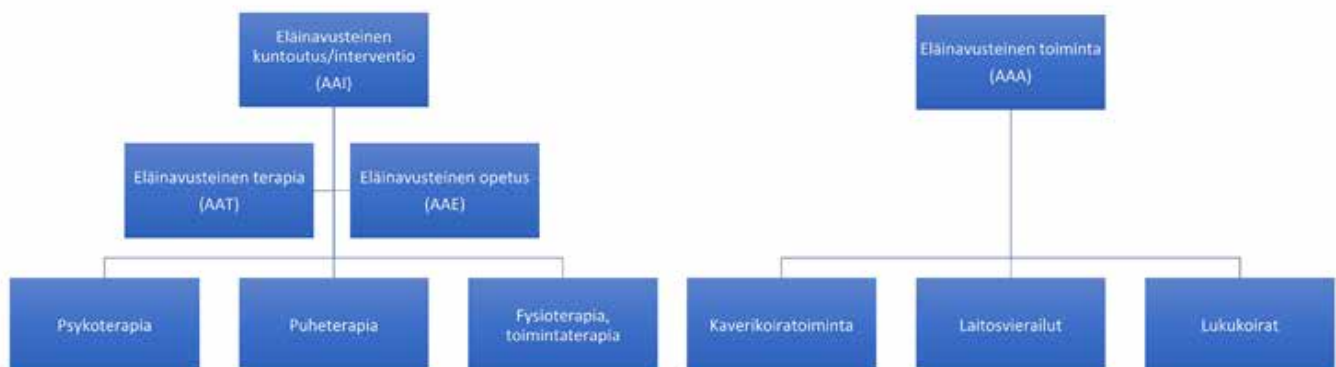 Eläinavusteinen
kuntoutus/interventio
(AAI)
Eläinavusteinen toiminta
(AAA)
Eläinavusteinen terapia
(AAT)
Eläinavusteinen opetus
(AAE)
Psykoterapia
Puheterapia
Fysioterapia,
toimintaterapia
Kaverikoiratoiminta
Laitosvierailut
Lukukoirat